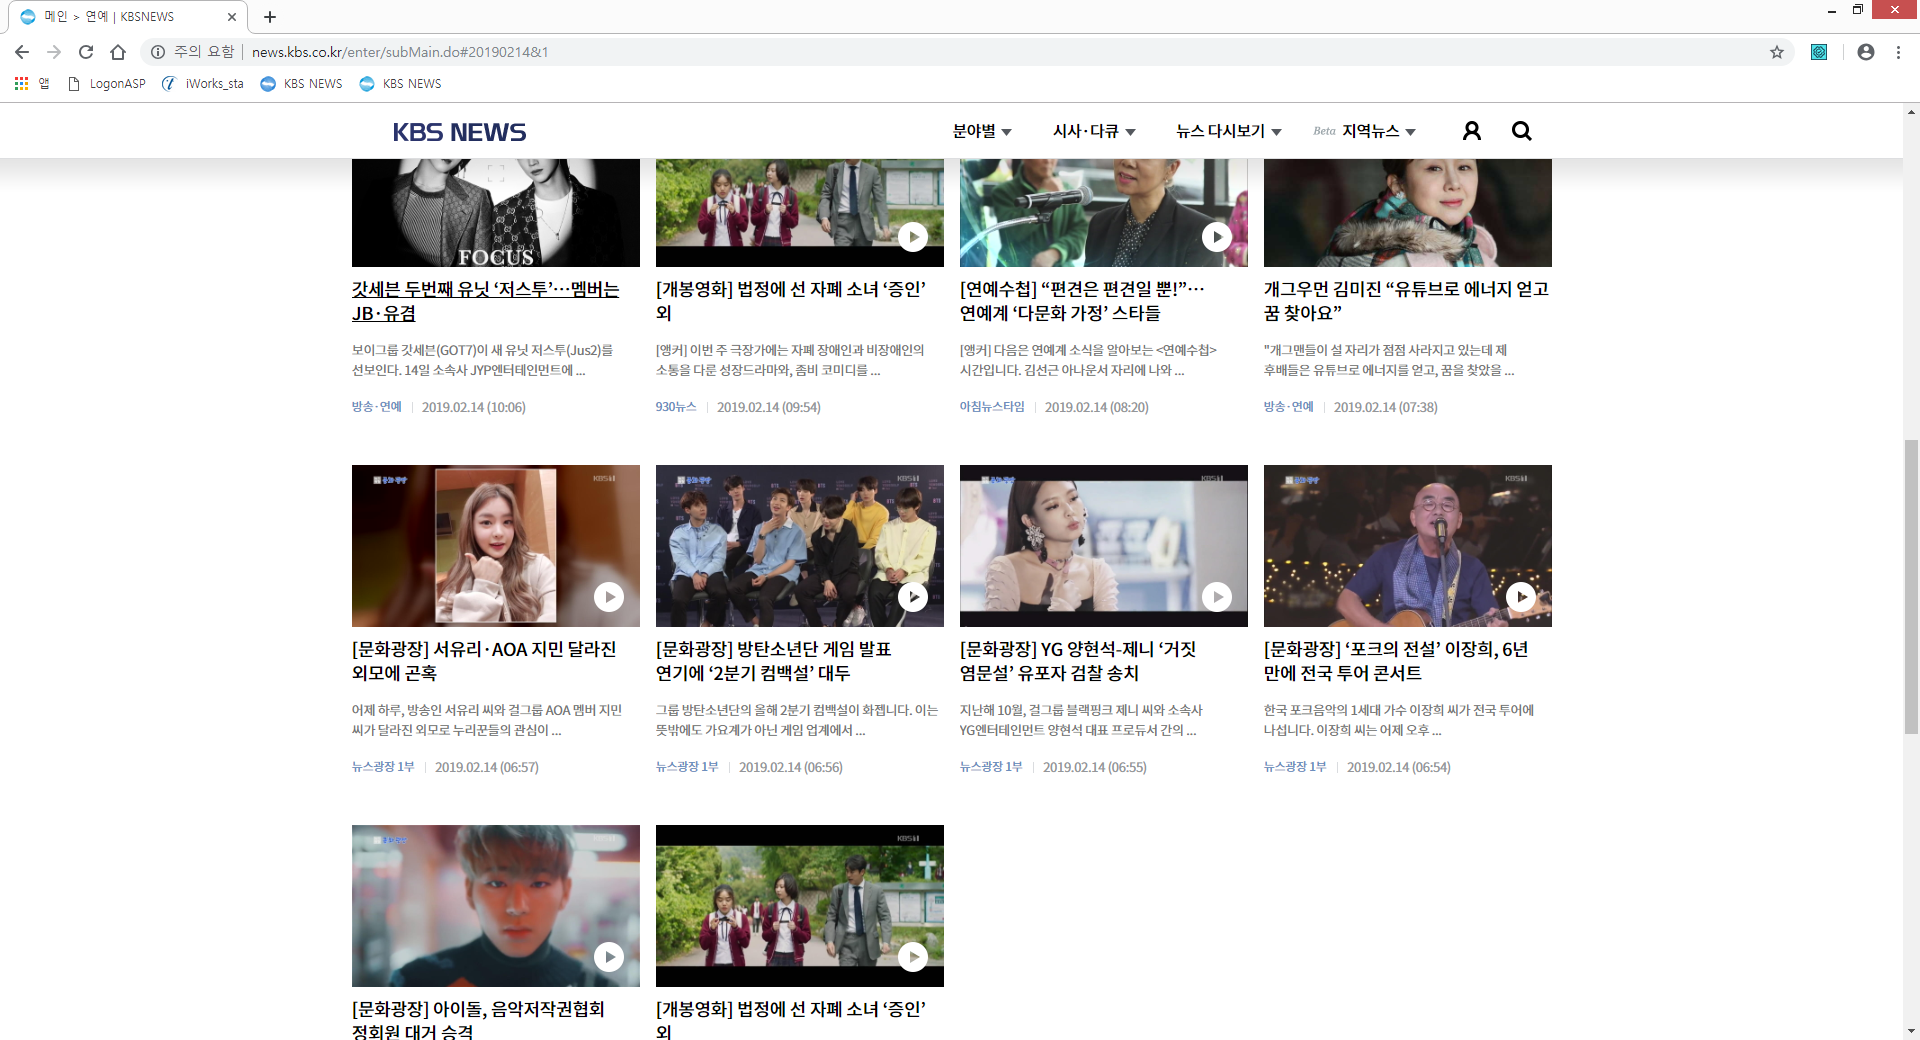 메인 > 연예 | KBSNEWS
주의 요함 | news.kbs.co.kr/enter/subMain.do#20190214&1
앱 LogonASP iWorks_sta KBS NEWS KBS NEWS
KBS NEWS 분야별 시사·다큐 뉴스 다시보기 Beta 지역뉴스
FOCUS
갓세븐 두번째 유닛 ‘저스투’…멤버는
JB·유겸
보이그룹 갓세븐(GOT7)이 새 유닛 저스투(Jus2)를
선보인다. 14일 소속사 JYP엔터테인먼트에 ...
방송·연예 2019.02.14 (10:06)
[개봉영화] 법정에 선 자폐 소녀 ‘증인’
외
[앵커] 이번 주 극장가에는 자폐 장애인과 비장애인의
소통을 다룬 성장드라마와, 좀비 코미디를 ...
930뉴스 2019.02.14 (09:54)
[연예수첩] “편견은 편견일 뿐!”…
연예계 ‘다문화 가정’ 스타들
[앵커] 다음은 연예계 소식을 알아보는 <연예수첩>
시간입니다. 김선근 아나운서 자리에 나와 ...
아침뉴스타임 2019.02.14 (08:20)
개그우먼 김미진 “유튜브로 에너지 얻고
꿈 찾아요”
"개그맨들이 설 자리가 점점 사라지고 있는데 제
후배들은 유튜브로 에너지를 얻고, 꿈을 찾았을 ...
방송·연예 2019.02.14 (07:38)
문화광장 KBS1
[문화광장] 서유리·AOA 지민 달라진
외모에 곤혹
어제 하루, 방송인 서유리 씨와 걸그룹 AOA 멤버 지민
씨가 달라진 외모로 누리꾼들의 관심이 ...
뉴스광장 1부 2019.02.14 (06:57)
문화광장 KBS1
[문화광장] 방탄소년단 게임 발표
연기에 ‘2분기 컴백설’ 대두
그룹 방탄소년단의 올해 2분기 컴백설이 화젭니다. 이는
뜻밖에도 가요계가 아닌 게임 업계에서 ...
뉴스광장 1부 2019.02.14 (06:56)
문화광장 KBS1
[문화광장] YG 양현석-제니 ‘거짓
염문설’ 유포자 검찰 송치
지난해 10월, 걸그룹 블랙핑크 제니 씨와 소속사
YG엔터테인먼트 양현석 대표 프로듀서 간의 ...
뉴스광장 1부 2019.02.14 (06:55)
문화광장 KBS1
[문화광장] ‘포크의 전설’ 이장희, 6년
만에 전국 투어 콘서트
한국 포크음악의 1세대 가수 이장희 씨가 전국 투어에
나섭니다. 이장희 씨는 어제 오후 ...
뉴스광장 1부 2019.02.14 (06:54)
문화광장 KBS1
[문화광장] 아이돌, 음악저작권협회
정회원 대거 승격
KBS1
[개봉영화] 법정에 선 자폐 소녀 ‘증인’
외